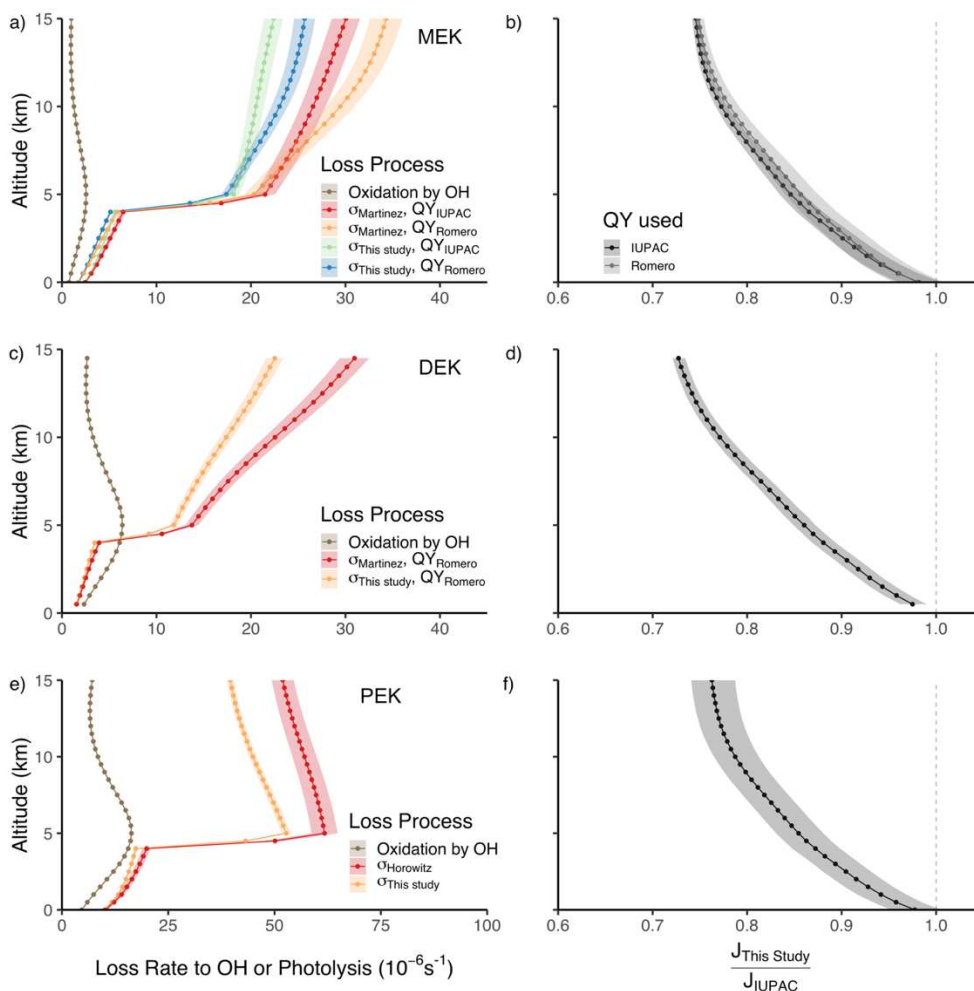 a)
MEK
15
10
5
0
Altitude (km)
0
10
20
30
40
Loss Process
Oxidation by OH
σMartinez, QYIUPAC
σMartinez, QYRomero
σThis study, QYIUPAC
σThis study, QYRomero
b)
QY used
IUPAC
Romero
0.6
0.7
0.8
0.9
1.0
c)
DEK
15
10
5
0
Altitude (km)
0
10
20
30
40
Loss Process
Oxidation by OH
σMartinez, QYRomero
σThis study, QYRomero
d)
0.6
0.7
0.8
0.9
1.0
e)
PEK
15
10
5
0
Altitude (km)
0
25
50
75
100
Loss Process
Oxidation by OH
σHorowitz
σThis study
f)
0.6
0.7
0.8
0.9
1.0
Loss Rate to OH or Photolysis (10⁻⁶s⁻¹)
JThis Study
JIUPAC